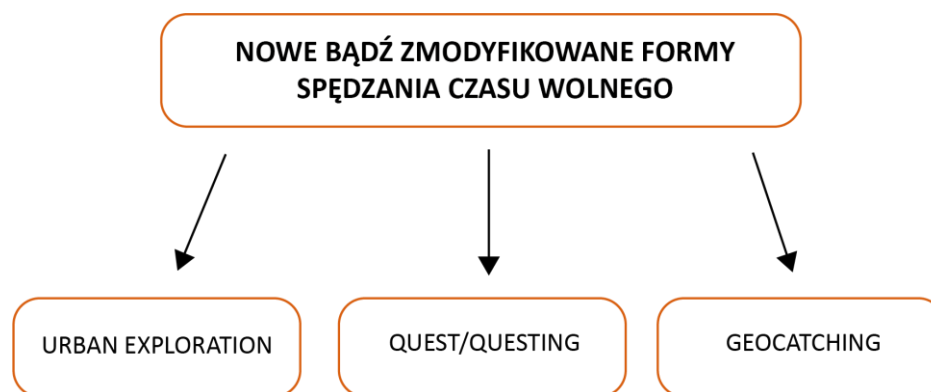 NOWE BĄDŹ ZMODYFIKOWANE FORMY
SPĘDZANIA CZASU WOLNEGO
URBAN EXPLORATION
QUEST/QUESTING
GEOCATCHING